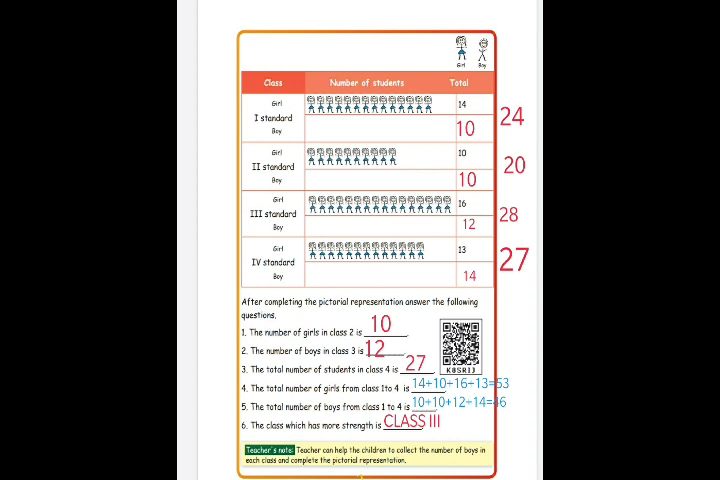 Girl Boy
Class Number of students Total
Girl 14
I standard 24
Boy 10
Girl 10
II standard 20
Boy 10
Girl 16
III standard 28
Boy 12
Girl 13
IV standard 27
Boy 14
After completing the pictorial representation answer the following
questions.
1. The number of girls in class 2 is 10.
2. The number of boys in class 3 is 12.
3. The total number of students in class 4 is 27
4. The total number of girls from class 1to 4 is 14+10+16+13=53
5. The total number of boys from class 1 to 4 is 10+10+12+14=46
6. The class which has more strength is CLASS III
K8SRIJ
Teacher's note: Teacher can help the children to collect the number of boys in
each class and complete the pictorial representation.